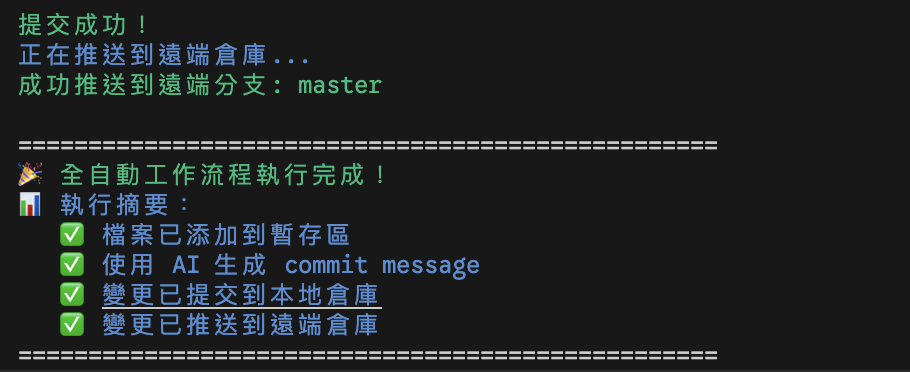 提交成功！
正在推送到遠端倉庫...
成功推送到遠端分支: master
==================================================
🎉 全自動工作流程執行完成！
📊 執行摘要：
✅ 檔案已添加到暫存區
✅ 使用 AI 生成 commit message
✅ 變更已提交到本地倉庫
✅ 變更已推送到遠端倉庫
==================================================